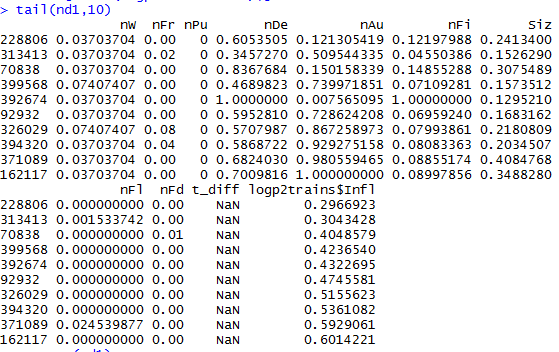 > tail(nd1,10)
nW nFr nPu nDe nAu nFi Siz
228806 0.03703704 0.00 0 0.6053505 0.121305419 0.12197988 0.2413400
313413 0.03703704 0.02 0 0.3457270 0.509544335 0.04550386 0.1526290
70838 0.03703704 0.00 0 0.8367684 0.150158339 0.14855288 0.3075489
399568 0.07407407 0.00 0 0.4689823 0.739971851 0.07109281 0.1573512
392674 0.03703704 0.00 0 1.0000000 0.007565095 1.00000000 0.1295210
92932 0.03703704 0.00 0 0.5952810 0.728624208 0.06959240 0.1683162
326029 0.07407407 0.08 0 0.5707987 0.867258973 0.07993861 0.2180809
394320 0.03703704 0.04 0 0.5868722 0.929275158 0.08083363 0.2034507
371089 0.03703704 0.00 0 0.6824030 0.980559465 0.08855174 0.4084768
162117 0.03703704 0.00 0 0.7009816 1.000000000 0.08997856 0.3488280
nFl nFd t_diff logp2trains$Infl
228806 0.000000000 0.00 NaN 0.2966923
313413 0.001533742 0.00 NaN 0.3043428
70838 0.000000000 0.01 NaN 0.4048579
399568 0.000000000 0.00 NaN 0.4236540
392674 0.000000000 0.00 NaN 0.4322695
92932 0.000000000 0.00 NaN 0.4745581
326029 0.000000000 0.00 NaN 0.5155623
394320 0.000000000 0.00 NaN 0.5361082
371089 0.024539877 0.00 NaN 0.5929061
162117 0.000000000 0.00 NaN 0.6014221